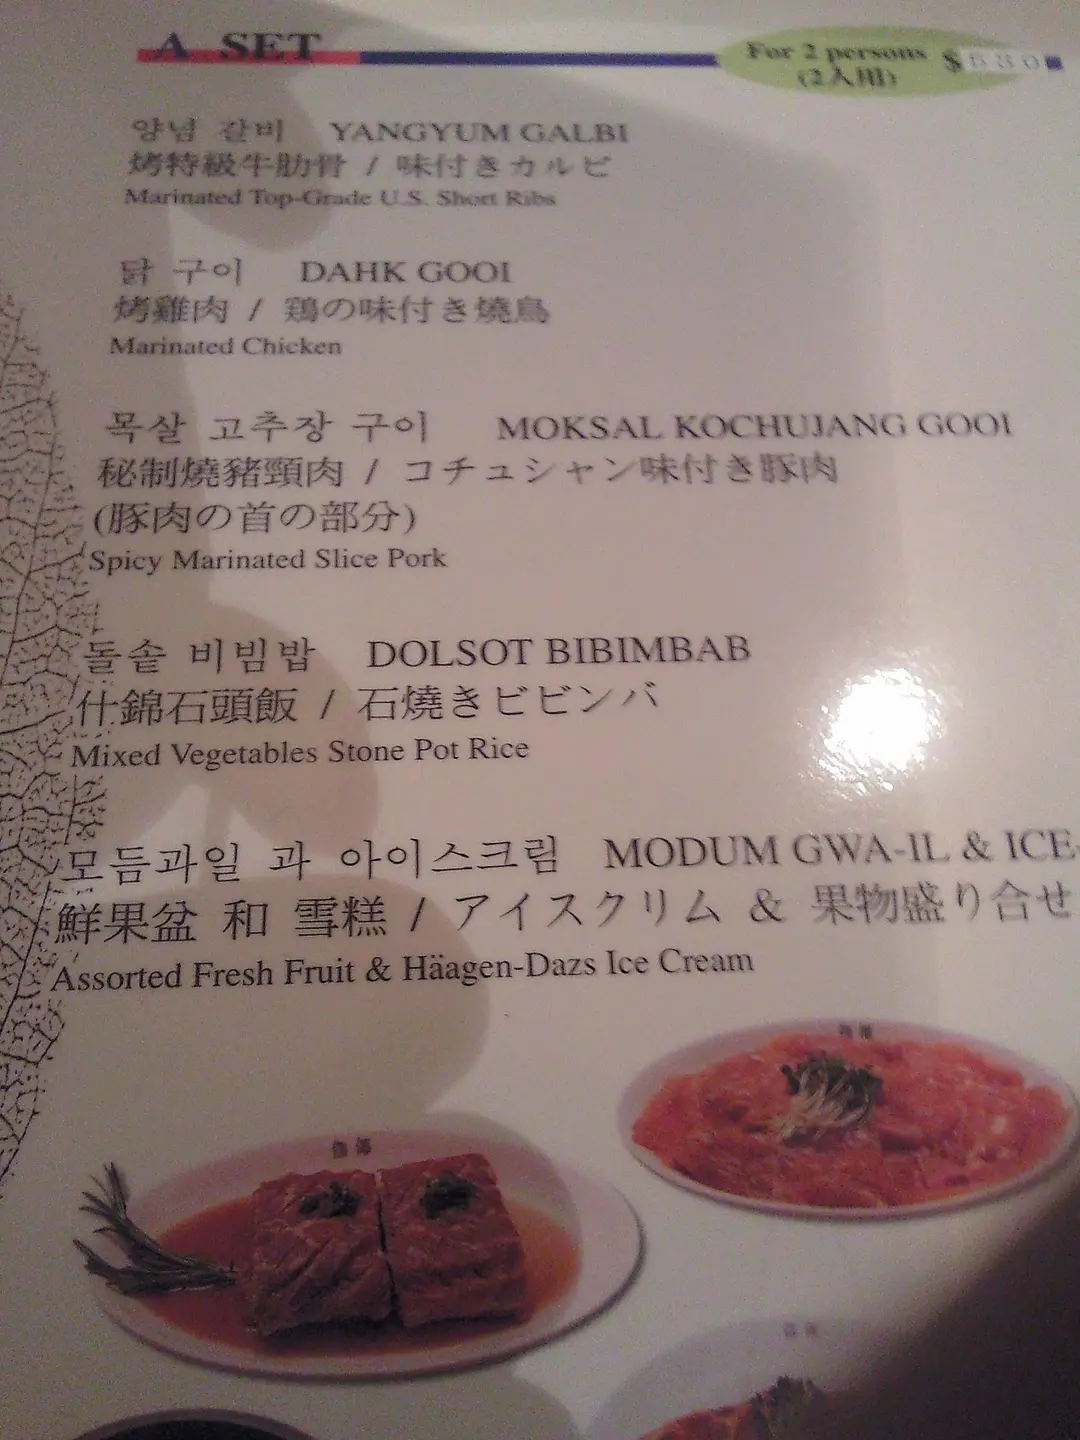 A SET
For 2 persons
(2人用)
$530
양념 갈비 YANGYUM GALBI
烤特級牛肋骨 / 味付きカルビ
Marinated Top-Grade U.S. Short Ribs
닭 구이 DAHK GOOI
烤雞肉 / 鶏の味付き燒鳥
Marinated Chicken
목살 고추장 구이 MOKSAL KOCHUJANG GOOI
秘制燒豬頸肉 / コチュシャン味付き豚肉
(豚肉の首の部分)
Spicy Marinated Slice Pork
돌솥 비빔밥 DOLSOT BIBIMBAB
什錦石頭飯 / 石燒きビビンバ
Mixed Vegetables Stone Pot Rice
모듬과일 과 아이스크림 MODUM GWA-IL & ICE-
鮮果盆 和 雪糕 / アイスクリム & 果物盛り合せ
Assorted Fresh Fruit & Häagen-Dazs Ice Cream